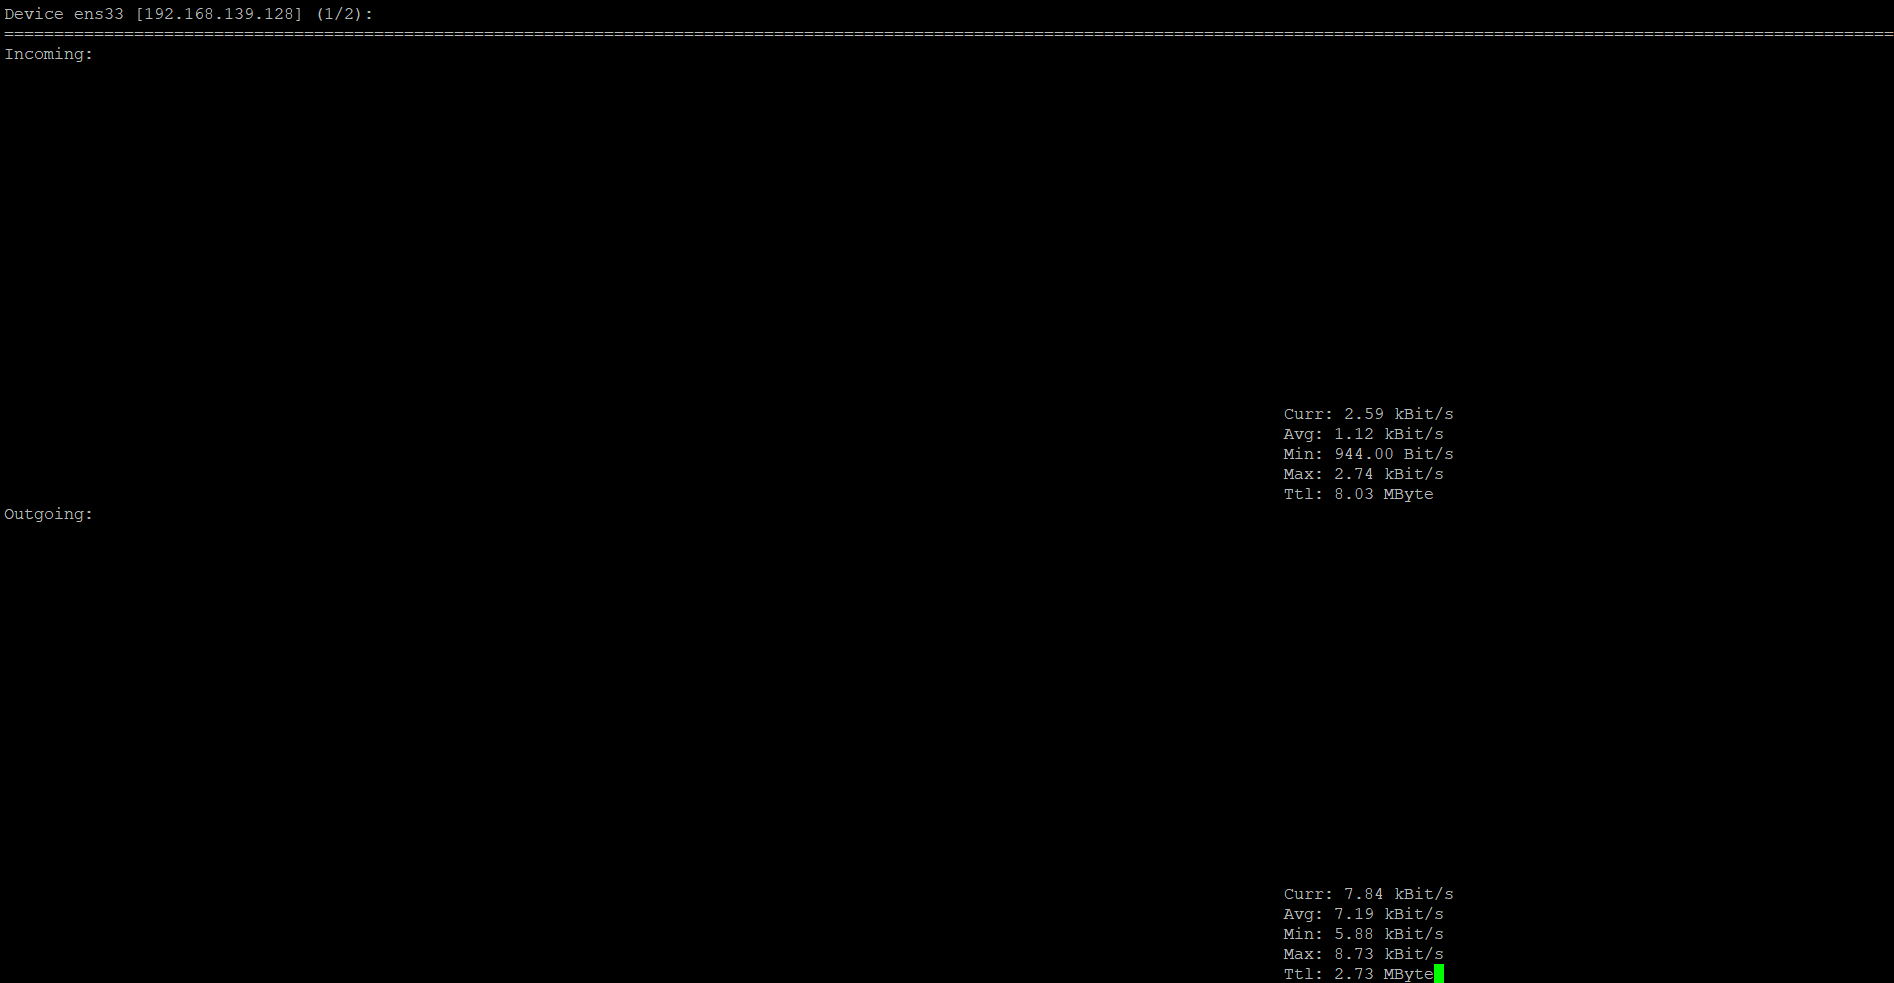 Device ens33 [192.168.139.128] (1/2):
=============================================================================================================================================================================================
Incoming:
Curr: 2.59 kBit/s
Avg: 1.12 kBit/s
Min: 944.00 Bit/s
Max: 2.74 kBit/s
Ttl: 8.03 MByte
Outgoing:
Curr: 7.84 kBit/s
Avg: 7.19 kBit/s
Min: 5.88 kBit/s
Max: 8.73 kBit/s
Ttl: 2.73 MByte